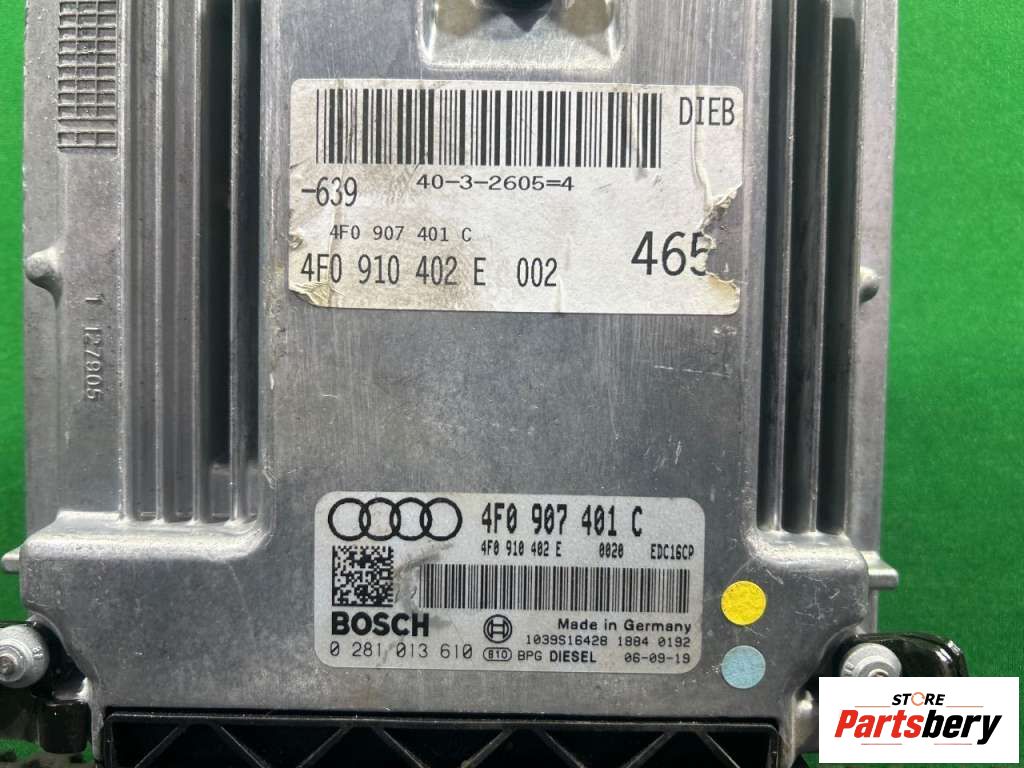 DIEB
40-3-2605=4
-639
4F0 907 401 C
4F0 910 402 E 002
465
1 127905
4F0 907 401 C
4F0 910 402 E 0020 EDC16CP
BOSCH
Made in Germany
1039S16428 1884 0192
0 281 013 610 810 BPG DIESEL 06-09-19
STORE
Partsbery